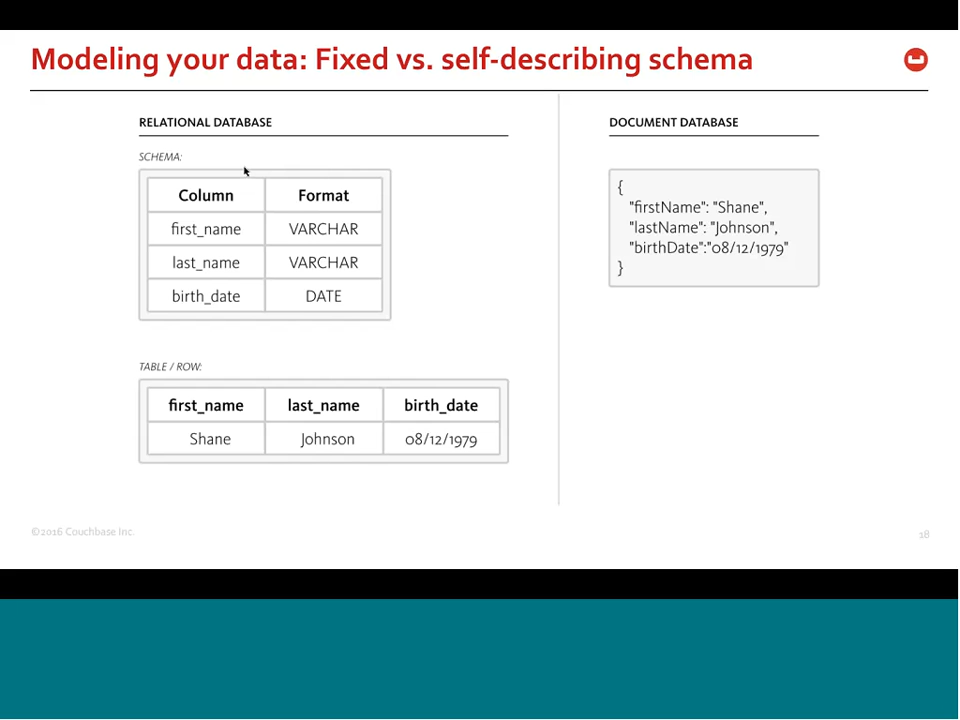 Modeling your data: Fixed vs. self-describing schema
RELATIONAL DATABASE
SCHEMA:
Column Format
first_name VARCHAR
last_name VARCHAR
birth_date DATE
TABLE / ROW:
first_name last_name birth_date
Shane Johnson 08/12/1979
DOCUMENT DATABASE
{
"firstName": "Shane",
"lastName": "Johnson",
"birthDate":"08/12/1979"
}
©2016 Couchbase Inc.
18